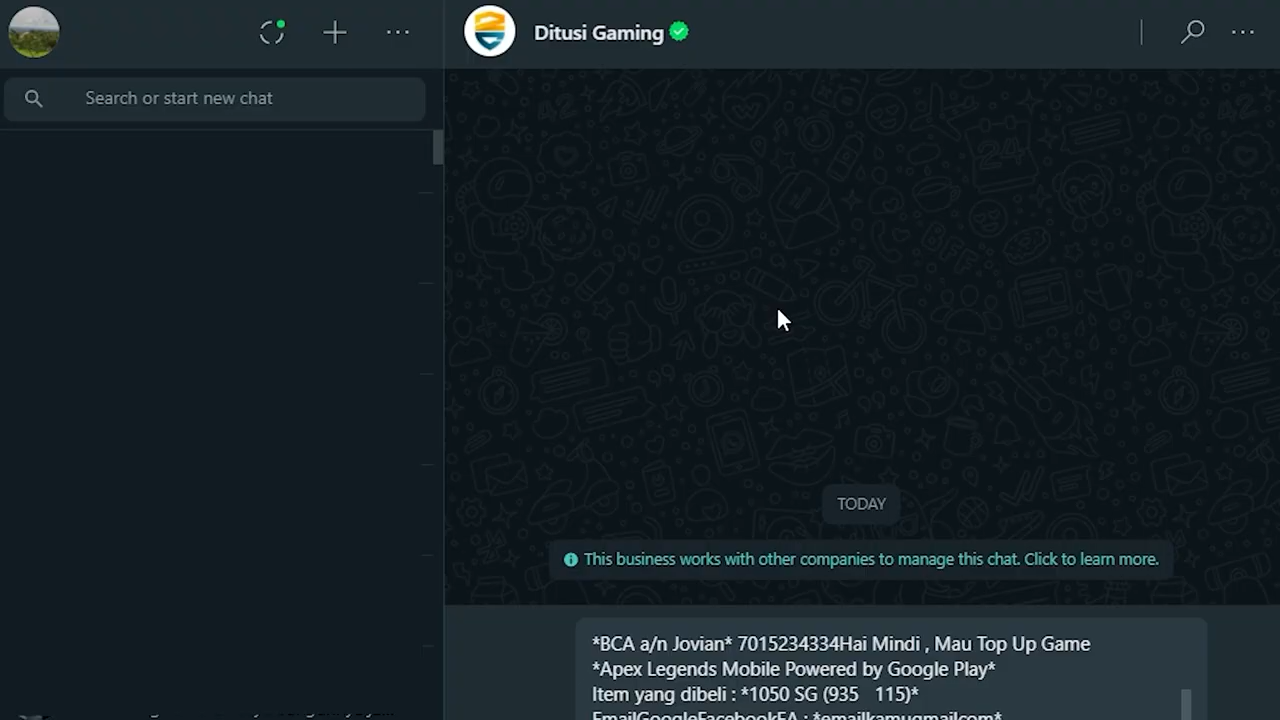 Ditusi Gaming
Search or start new chat
TODAY
This business works with other companies to manage this chat. Click to learn more.
*BCA a/n Jovian* 7015234334Hai Mindi , Mau Top Up Game
*Apex Legends Mobile Powered by Google Play*
Item yang dibeli : *1050 SG (935 115)*
EmailGoogleFacebookEA : *emailkamugmailcom*